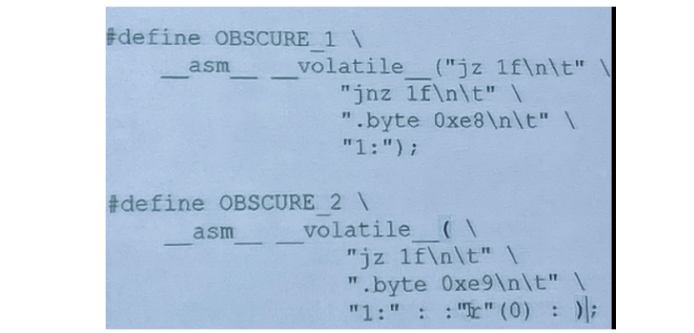 #define OBSCURE_1 \
__asm__ __volatile__("jz 1f\n\t" \
"jnz 1f\n\t" \
".byte 0xe8\n\t" \
"1:");
#define OBSCURE_2 \
__asm__ __volatile__( \
"jz 1f\n\t" \
".byte 0xe9\n\t" \
"1:" : : (0) : );